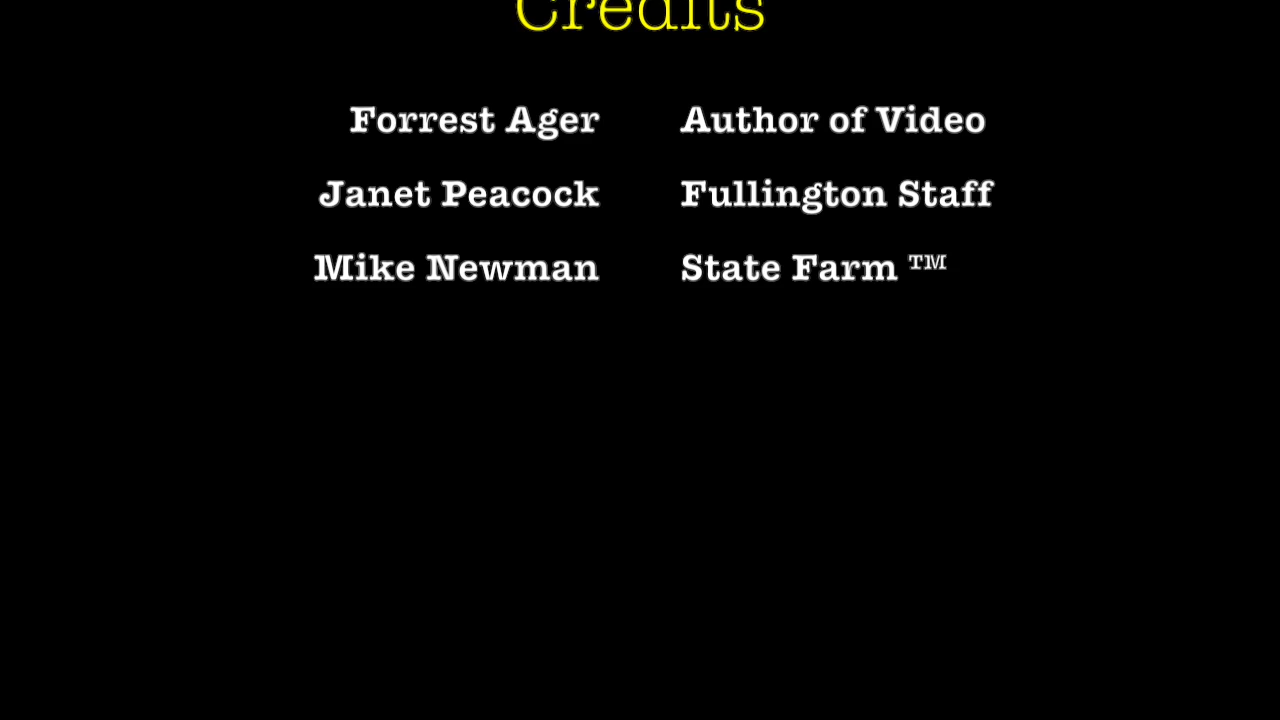 Credits
Forrest Ager Author of Video
Janet Peacock Fullington Staff
Mike Newman State Farm ™